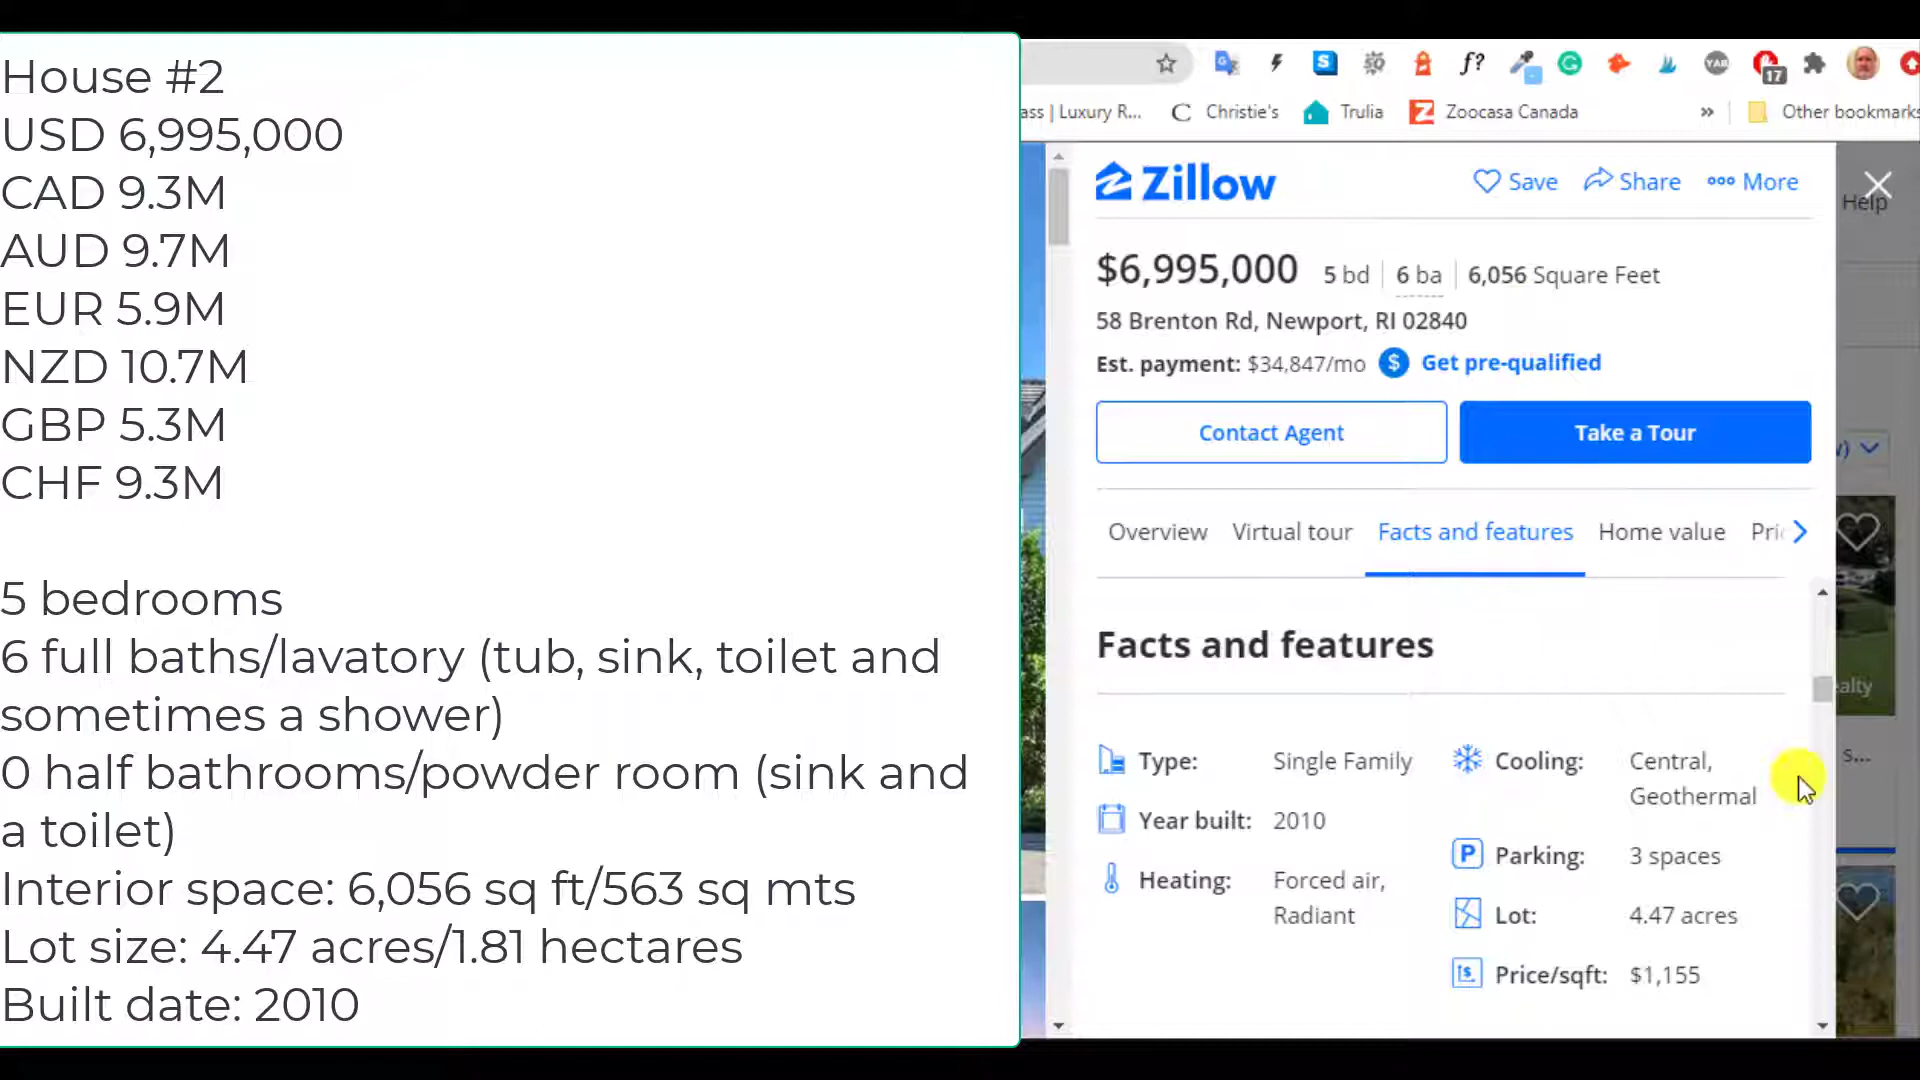 House #2
USD 6,995,000
CAD 9.3M
AUD 9.7M
EUR 5.9M
NZD 10.7M
GBP 5.3M
CHF 9.3M
5 bedrooms
6 full baths/lavatory (tub, sink, toilet and
sometimes a shower)
0 half bathrooms/powder room (sink and
a toilet)
Interior space: 6,056 sq ft/563 sq mts
Lot size: 4.47 acres/1.81 hectares
Built date: 2010
f?
YAB
17
ass | Luxury R...
Christie's
Trulia
Zoocasa Canada
»
Other bookmarks
Zillow
Save
Share
More
Help
$6,995,000 5 bd 6 ba 6,056 Square Feet
58 Brenton Rd, Newport, RI 02840
Est. payment: $34,847/mo $ Get pre-qualified
Contact Agent
Take a Tour
Overview Virtual tour Facts and features Home value Pri
Facts and features
ealty
Type: Single Family
Cooling: Central,
Geothermal
s...
Year built: 2010
Parking: 3 spaces
Heating: Forced air,
Radiant
Lot: 4.47 acres
Price/sqft: $1,155